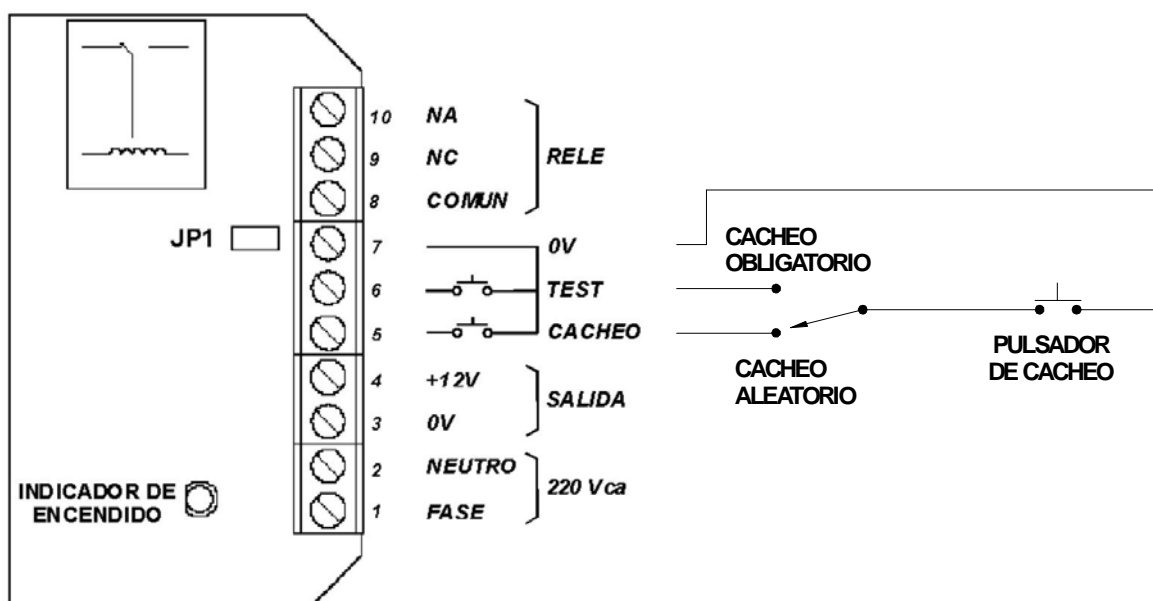 10 NA
9 NC
8 COMUN
RELE
JP1
7 0V
6 TEST
5 CACHEO
4 +12V
3 0V
SALIDA
2 NEUTRO
1 FASE
220 Vca
INDICADOR DE
ENCENDIDO
CACHEO
OBLIGATORIO
CACHEO
ALEATORIO
PULSADOR
DE CACHEO